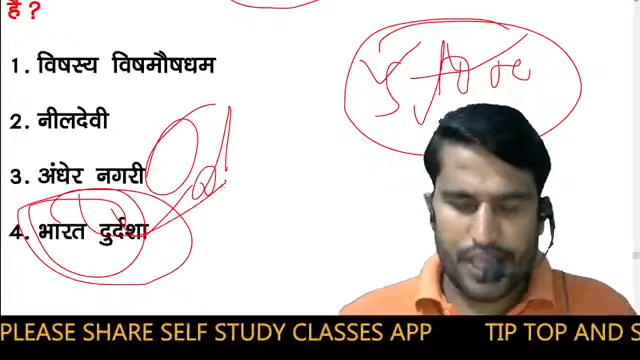 हैं ?
1. विषस्य विषमौषधम
2. नीलदेवी
3. अंधेर नगरी
4. भारत दुर्दशा
PLEASE SHARE SELF STUDY CLASSES APP TIP TOP AND S